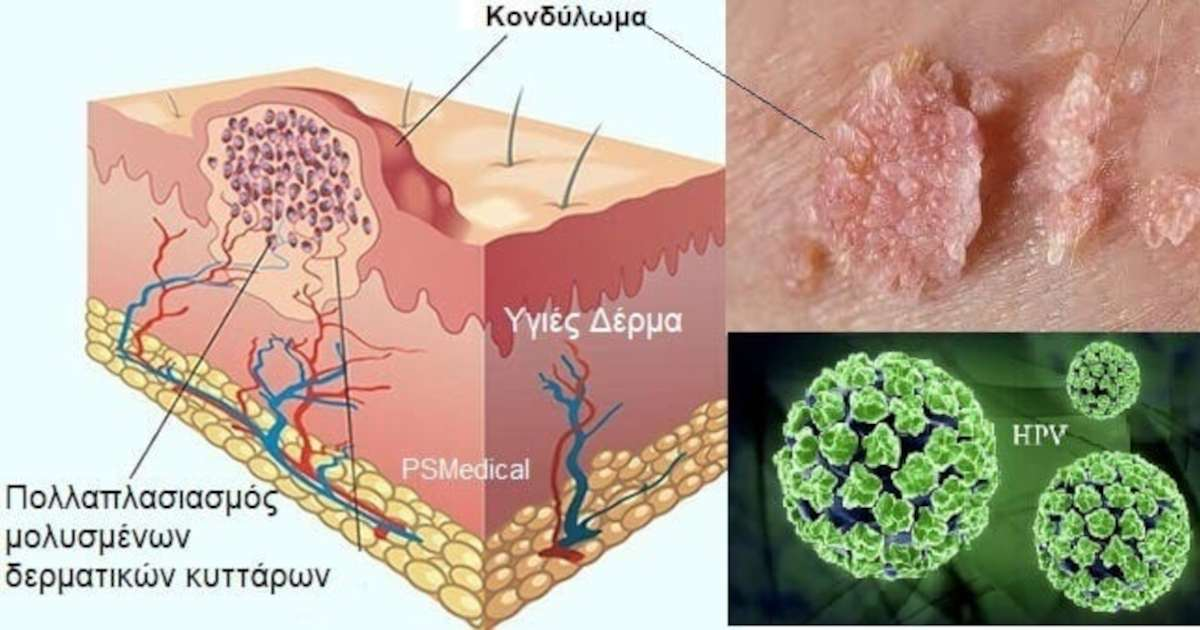 Κονδύλωμα
Υγιές Δέρμα
HPV
PSMedical
Πολλαπλασιασμός
μολυσμένων
δερματικών κυττάρων